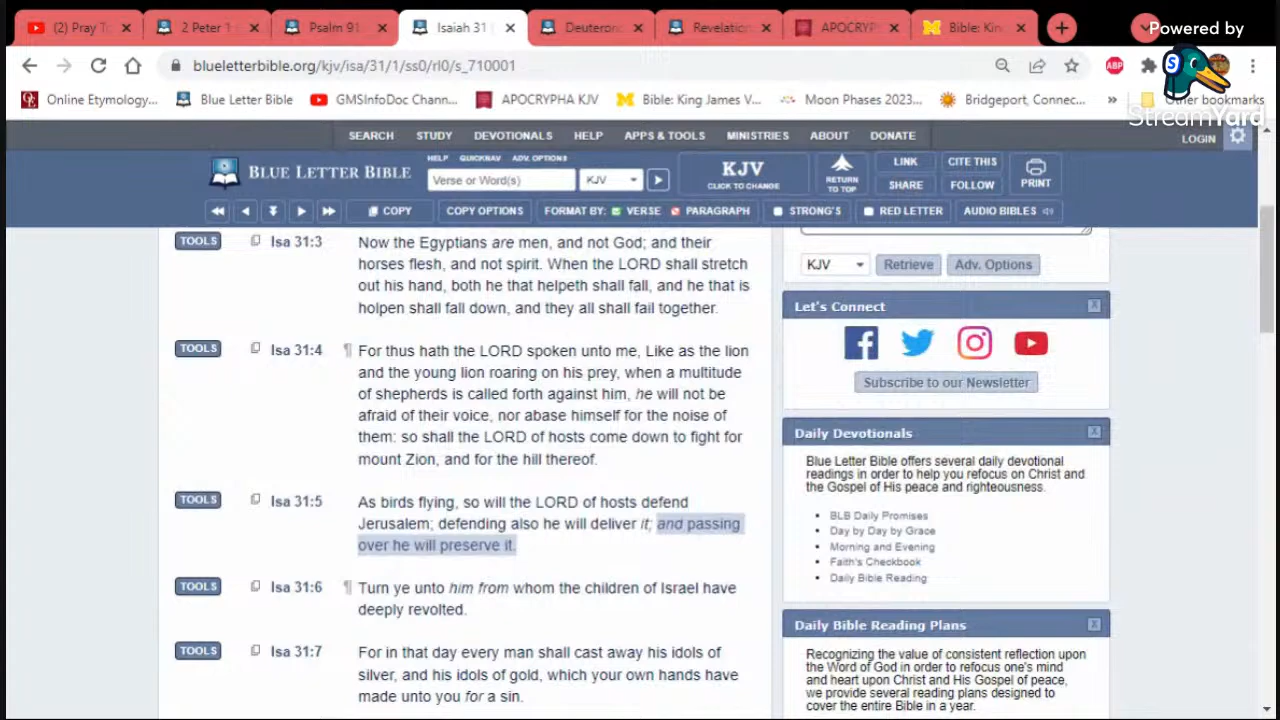 (2) Pray T
2 Peter 1
Psalm 91
Isaiah 31
Deuteron
Revelatio
APOCRYP
Bible: Kin
Powered by
StreamYard
blueletterbible.org/kjv/isa/31/1/ss0/rl0/s_710001
ABP
Online Etymology...
Blue Letter Bible
GMSInfoDoc Chann...
APOCRYPHA KJV
Bible: King James V...
Moon Phases 2023...
Bridgeport, Connec...
»
Other bookmarks
SEARCH STUDY DEVOTIONALS HELP APPS & TOOLS MINISTRIES ABOUT DONATE
LOGIN
BLUE LETTER BIBLE
HELP QUICKNAV ADV. OPTIONS
Verse or Word(s)
KJV
KJV
CLICK TO CHANGE
RETURN
TO TOP
LINK
CITE THIS
SHARE
FOLLOW
PRINT
COPY COPY OPTIONS FORMAT BY: VERSE PARAGRAPH STRONG'S RED LETTER AUDIO BIBLES
TOOLS Isa 31:3 Now the Egyptians are men, and not God; and their
horses flesh, and not spirit. When the LORD shall stretch
out his hand, both he that helpeth shall fall, and he that is
holpen shall fall down, and they all shall fail together.
TOOLS Isa 31:4 ¶ For thus hath the LORD spoken unto me, Like as the lion
and the young lion roaring on his prey, when a multitude
of shepherds is called forth against him, he will not be
afraid of their voice, nor abase himself for the noise of
them: so shall the LORD of hosts come down to fight for
mount Zion, and for the hill thereof.
TOOLS Isa 31:5 As birds flying, so will the LORD of hosts defend
Jerusalem; defending also he will deliver it; and passing
over he will preserve it.
TOOLS Isa 31:6 ¶ Turn ye unto him from whom the children of Israel have
deeply revolted.
TOOLS Isa 31:7 For in that day every man shall cast away his idols of
silver, and his idols of gold, which your own hands have
made unto you for a sin.
KJV Retrieve Adv. Options
Let's Connect
X
Subscribe to our Newsletter
Daily Devotionals
X
Blue Letter Bible offers several daily devotional
readings in order to help you refocus on Christ and
the Gospel of His peace and righteousness.
• BLB Daily Promises
• Day by Day by Grace
• Morning and Evening
• Faith's Checkbook
• Daily Bible Reading
Daily Bible Reading Plans
X
Recognizing the value of consistent reflection upon
the Word of God in order to refocus one's mind
and heart upon Christ and His Gospel of peace,
we provide several reading plans designed to
cover the entire Bible in a year.